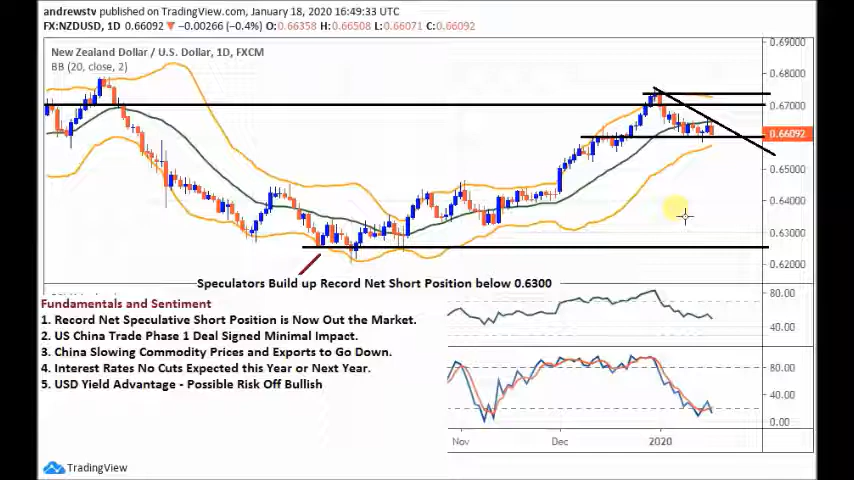 andrewstv published on TradingView.com, January 18, 2020 16:49:33 UTC
FX:NZDUSD, 1D 0.66092 ▼ −0.00266 (−0.4%) O:0.66358 H:0.66508 L:0.66071 C:0.66092
New Zealand Dollar / U.S. Dollar, 1D, FXCM
BB (20, close, 2)
0.69000
0.68000
0.67000
0.66092
0.65000
0.64000
0.63000
0.62000
Speculators Build up Record Net Short Position below 0.6300
Fundamentals and Sentiment
1. Record Net Speculative Short Position is Now Out the Market.
2. US China Trade Phase 1 Deal Signed Minimal Impact.
3. China Slowing Commodity Prices and Exports to Go Down.
4. Interest Rates No Cuts Expected this Year or Next Year.
5. USD Yield Advantage - Possible Risk Off Bullish
80.00
40.00
80.00
40.00
0.00
Nov Dec 2020
TradingView